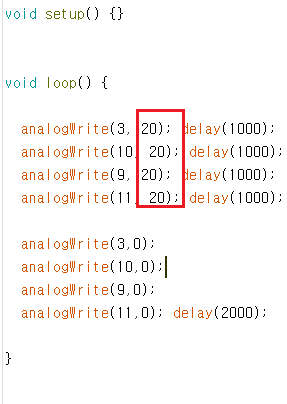 void setup() {}
void loop() {
analogWrite(3, 20); delay(1000);
analogWrite(10, 20); delay(1000);
analogWrite(9, 20); delay(1000);
analogWrite(11, 20); delay(1000);
analogWrite(3,0);
analogWrite(10,0);
analogWrite(9,0);
analogWrite(11,0); delay(2000);
}